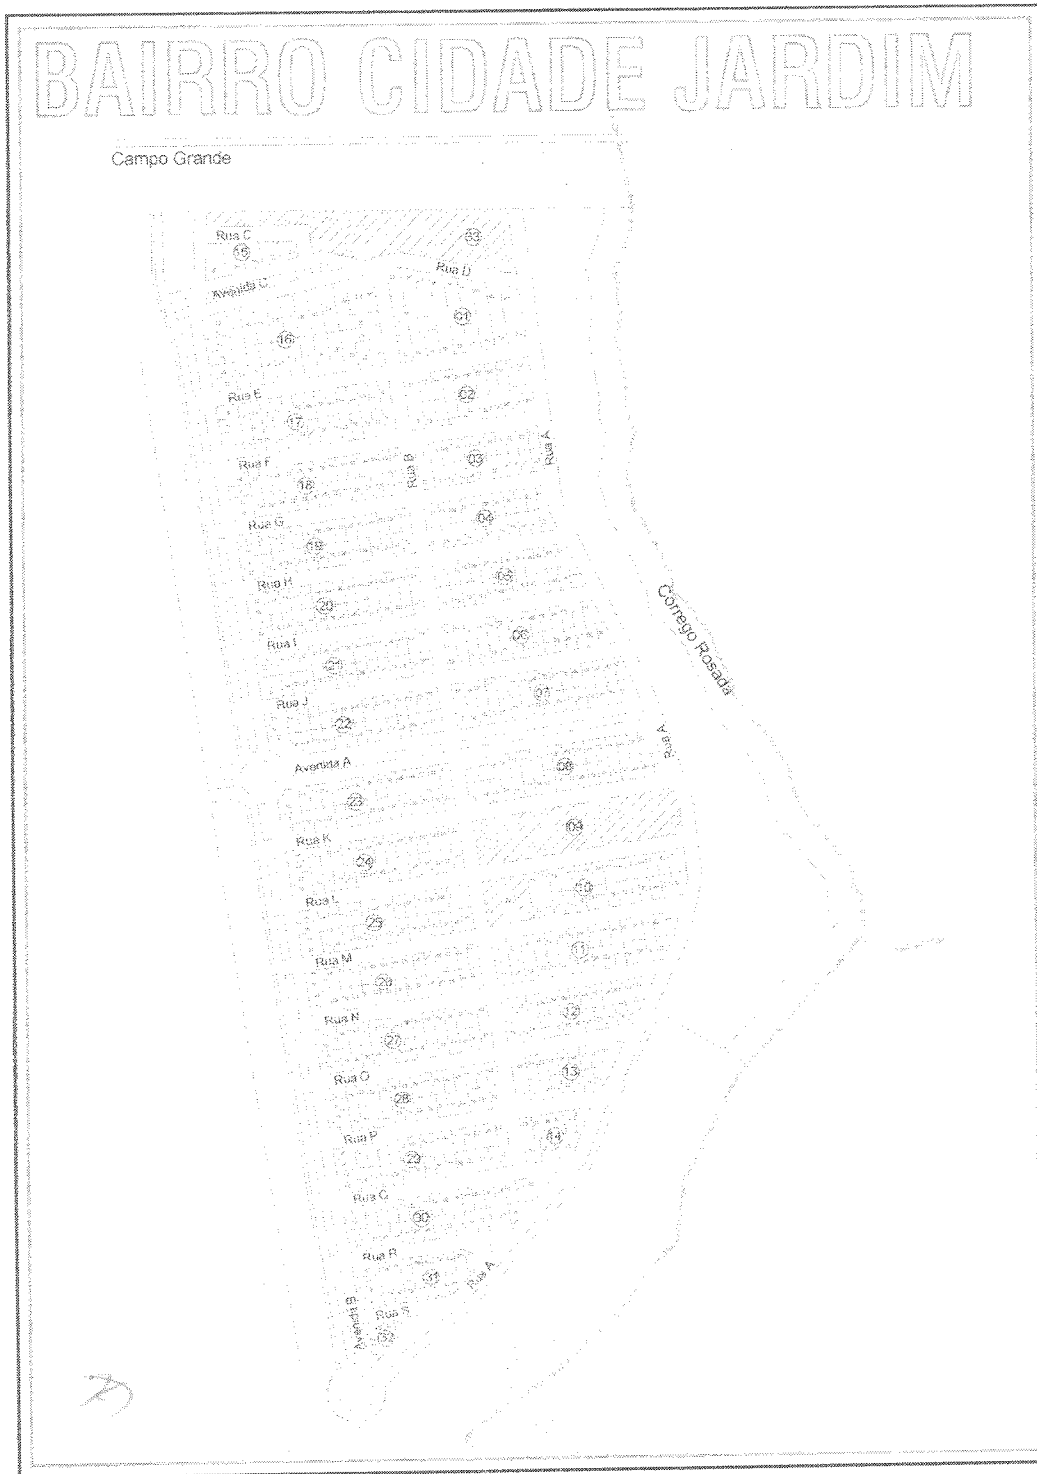 BAIRRO CIDADE JARDIM
Campo Grande
Rua C
15
33
Rua D
Avenida C
01
16
Rua E
02
17
Rua F
Rua B
03
Rua A
18
Rua G
04
19
Rua H
05
20
Rua I
06
21
Córrego Rosada
Rua J
07
22
Rua A
Avenida A
08
23
Rua K
09
24
Rua L
10
25
Rua M
11
26
Rua N
12
27
Rua O
13
28
Rua P
14
29
Rua Q
30
Rua R
31
Rua A
Avenida B
Rua S
32